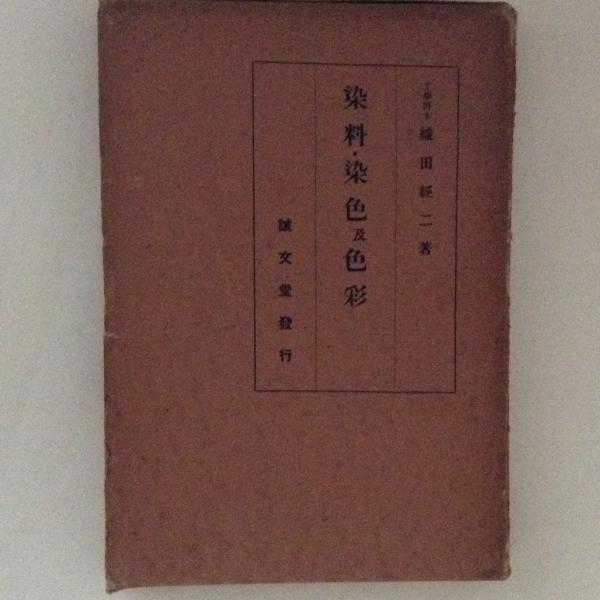 工學博士 織田經二著
染料・染色及色彩
誠文堂發行